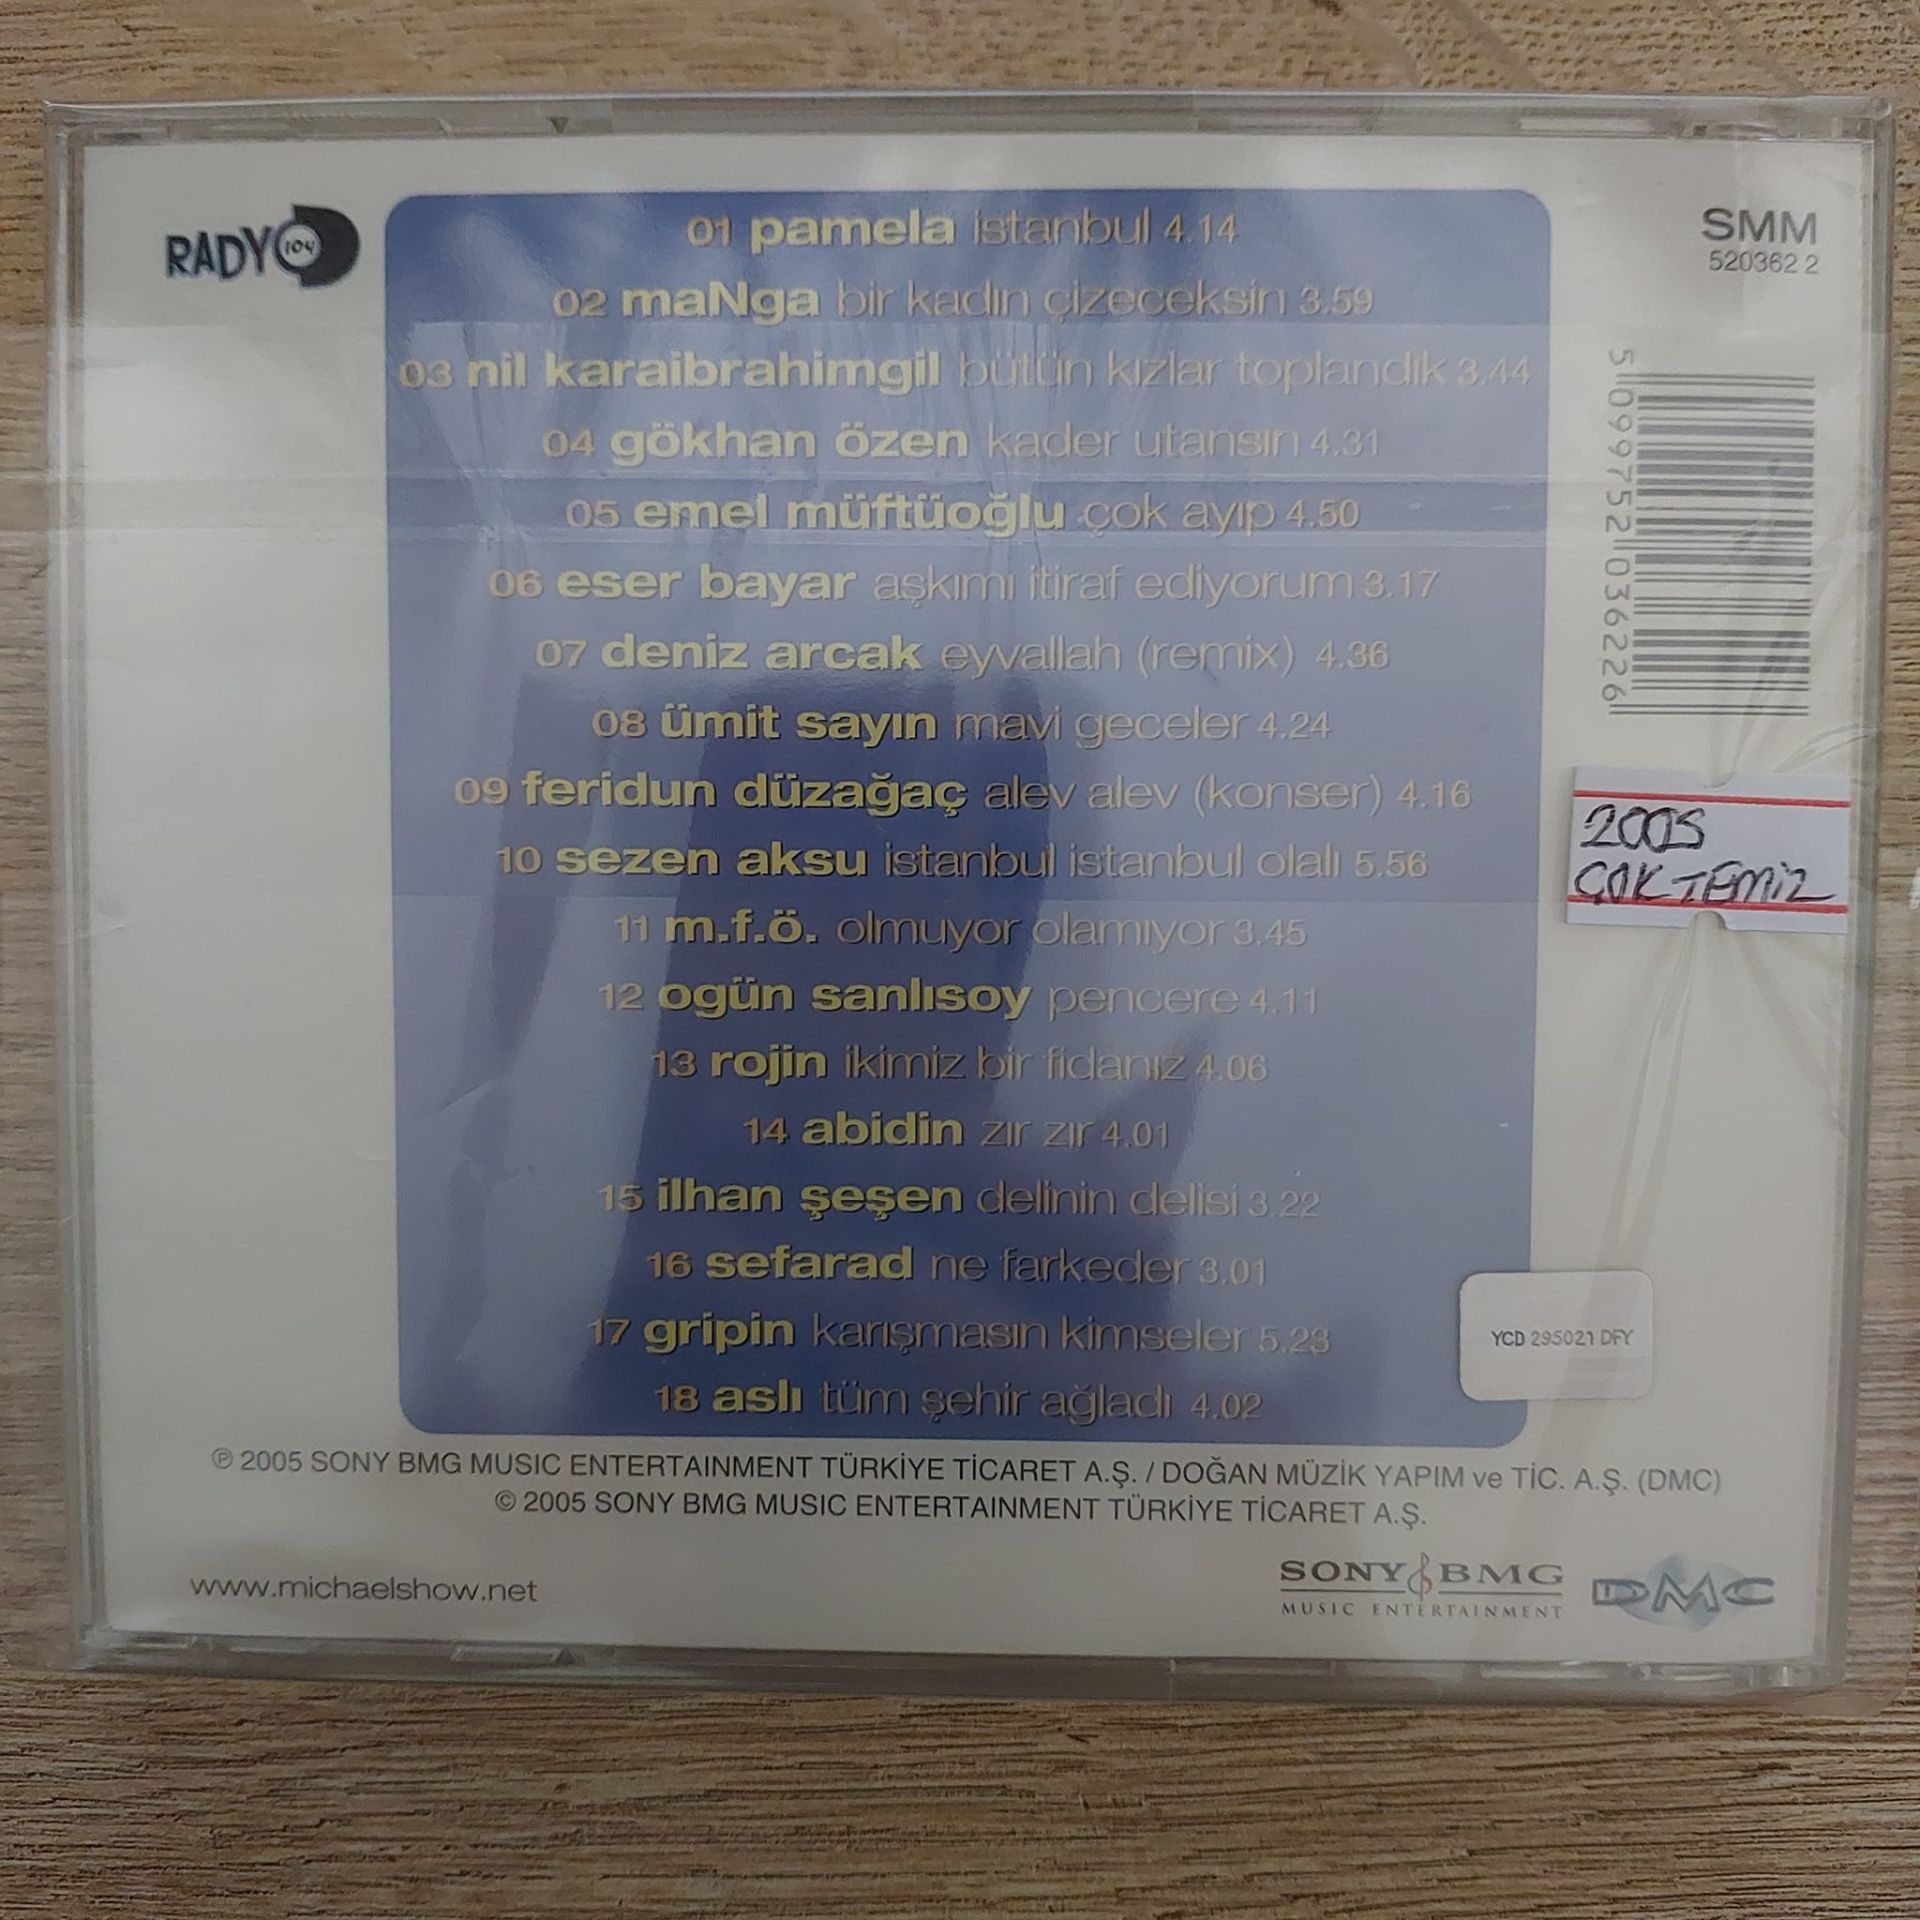 RADYO
104
SMM
520362 2
01 pamela istanbul 4.14
02 maNga bir kadın çizeceksin 3.59
03 nil karaibrahimgil bütün kızlar toplandık 3.44
04 gökhan özen kader utansın 4.31
05 emel müftüoğlu çok ayıp 4.50
06 eser bayar aşkımı itiraf ediyorum 3.17
07 deniz arcak eyvallah (remix) 4.36
08 ümit sayın mavi geceler 4.24
09 feridun düzağaç alev alev (konser) 4.16
10 sezen aksu istanbul istanbul olalı 5.56
11 m.f.ö. olmuyor olamıyor 3.45
12 ogün sanlısoy pencere 4.11
13 rojin ikimiz bir fidanız 4.06
14 abidin zır zır 4.01
15 ilhan şeşen delinin delisi 3.22
16 sefarad ne farkeder 3.01
17 gripin karışmasın kimseler 5.23
18 aslı tüm şehir ağladı 4.02
5 099752 036226
2005
ÇOK TEMİZ
YCD 295021 DFY
℗ 2005 SONY BMG MUSIC ENTERTAINMENT TÜRKİYE TİCARET A.Ş. / DOĞAN MÜZİK YAPIM ve TİC. A.Ş. (DMC)
© 2005 SONY BMG MUSIC ENTERTAINMENT TÜRKİYE TİCARET A.Ş.
www.michaelshow.net
SONY BMG
MUSIC ENTERTAINMENT
DMC